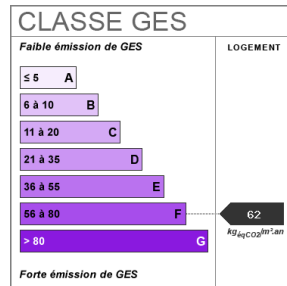 CLASSE GES
Faible émission de GES
LOGEMENT
≤ 5 A
6 à 10 B
11 à 20 C
21 à 35 D
36 à 55 E
56 à 80 F
62
kgéqCO2/m².an
> 80 G
Forte émission de GES